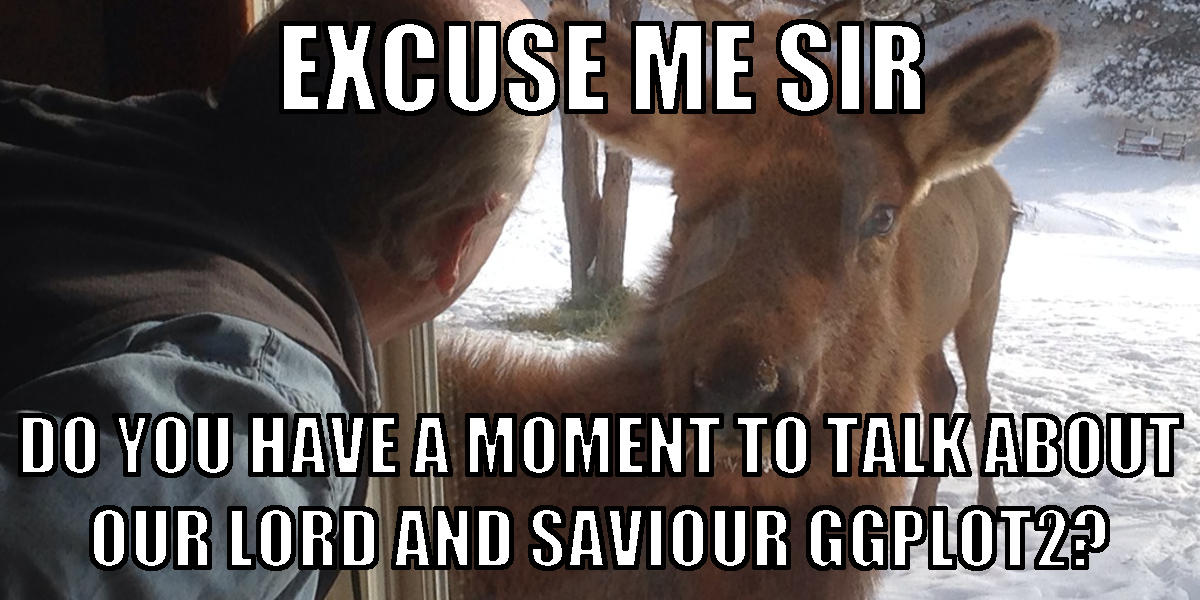 EXCUSE ME SIR
DO YOU HAVE A MOMENT TO TALK ABOUT
OUR LORD AND SAVIOUR GGPLOT2?